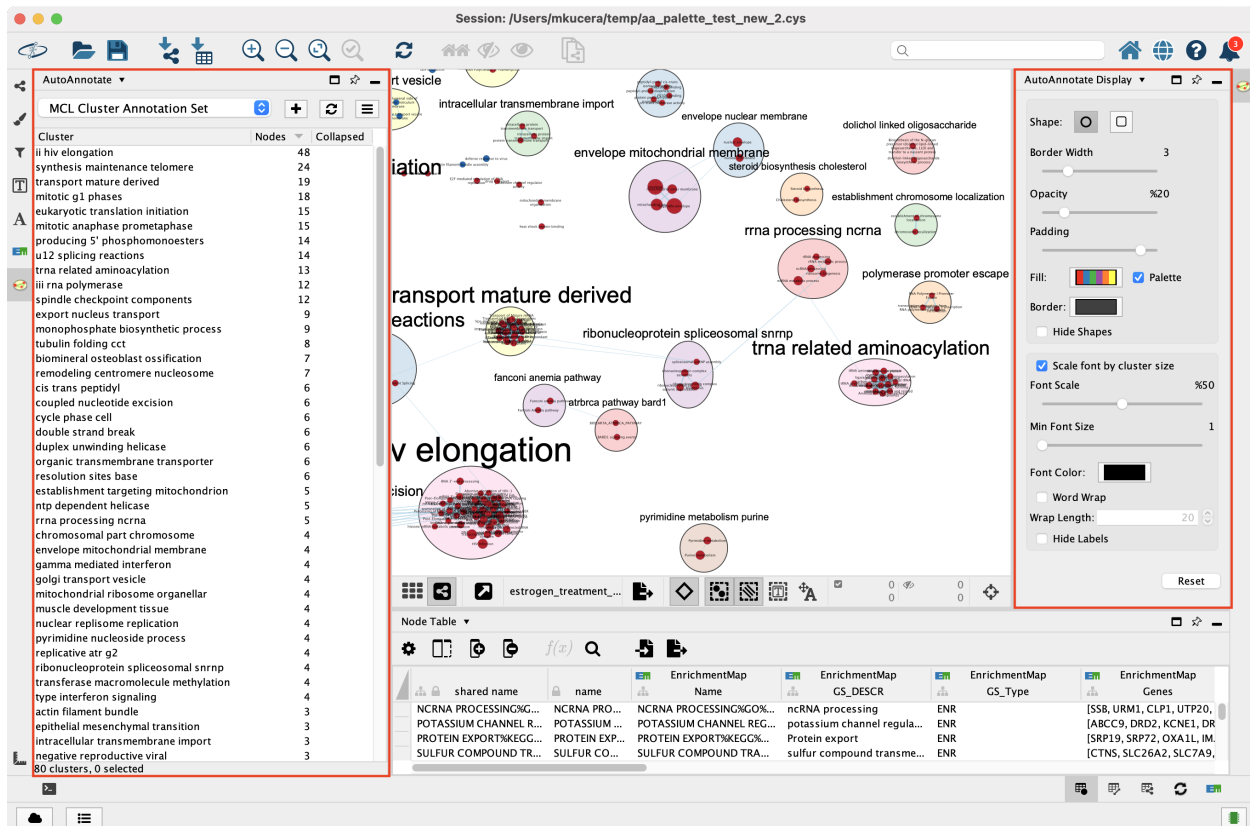 Session: /Users/mkucera/temp/aa_palette_test_new_2.cys
3
AutoAnnotate
MCL Cluster Annotation Set
Cluster Nodes Collapsed
ii hiv elongation 48
synthesis maintenance telomere 24
transport mature derived 19
mitotic g1 phases 18
eukaryotic translation initiation 15
mitotic anaphase prometaphase 15
producing 5' phosphomonoesters 14
u12 splicing reactions 14
trna related aminoacylation 13
iii rna polymerase 12
spindle checkpoint components 12
export nucleus transport 9
monophosphate biosynthetic process 9
tubulin folding cct 8
biomineral osteoblast ossification 7
remodeling centromere nucleosome 7
cis trans peptidyl 6
coupled nucleotide excision 6
cycle phase cell 6
double strand break 6
duplex unwinding helicase 6
organic transmembrane transporter 6
resolution sites base 6
establishment targeting mitochondrion 5
ntp dependent helicase 5
rrna processing ncrna 5
chromosomal part chromosome 4
envelope mitochondrial membrane 4
gamma mediated interferon 4
golgi transport vesicle 4
mitochondrial ribosome organellar 4
muscle development tissue 4
nuclear replisome replication 4
pyrimidine nucleoside process 4
replicative atr g2 4
ribonucleoprotein spliceosomal snrnp 4
transferase macromolecule methylation 4
type interferon signaling 4
actin filament bundle 3
epithelial mesenchymal transition 3
intracellular transmembrane import 3
negative reproductive viral 3
80 clusters, 0 selected
rt vesicle
intracellular transmembrane import
envelope nuclear membrane
dolichol linked oligosaccharide
iation
envelope mitochondrial membrane
steroid biosynthesis cholesterol
establishment chromosome localization
rrna processing ncrna
polymerase promoter escape
ransport mature derived
eactions
ribonucleoprotein spliceosomal snrnp
trna related aminoacylation
fanconi anemia pathway
atrbrca pathway bard1
v elongation
cision
pyrimidine metabolism purine
estrogen_treatment_...
0 0
0 0
AutoAnnotate Display
Shape:
Border Width 3
Opacity %20
Padding
Fill: Palette
Border:
Hide Shapes
Scale font by cluster size
Font Scale %50
Min Font Size 1
Font Color:
Word Wrap
Wrap Length: 20
Hide Labels
Reset
Node Table
f(x)
shared name name EnrichmentMap Name EnrichmentMap GS_DESCR EnrichmentMap GS_Type EnrichmentMap Genes
NCRNA PROCESSING%G... NCRNA PRO... NCRNA PROCESSING%GO%... ncRNA processing ENR [SSB, URM1, CLP1, UTP20,
POTASSIUM CHANNEL R... POTASSIUM ... POTASSIUM CHANNEL REG... potassium channel regula... ENR [ABCC9, DRD2, KCNE1, DR
PROTEIN EXPORT%KEGG... PROTEIN EXP... PROTEIN EXPORT%KEGG%... Protein export ENR [SRP19, SRP72, OXA1L, IM
SULFUR COMPOUND TR... SULFUR CO... SULFUR COMPOUND TRA... sulfur compound transme... ENR [CTNS, SLC26A2, SLC7A9,